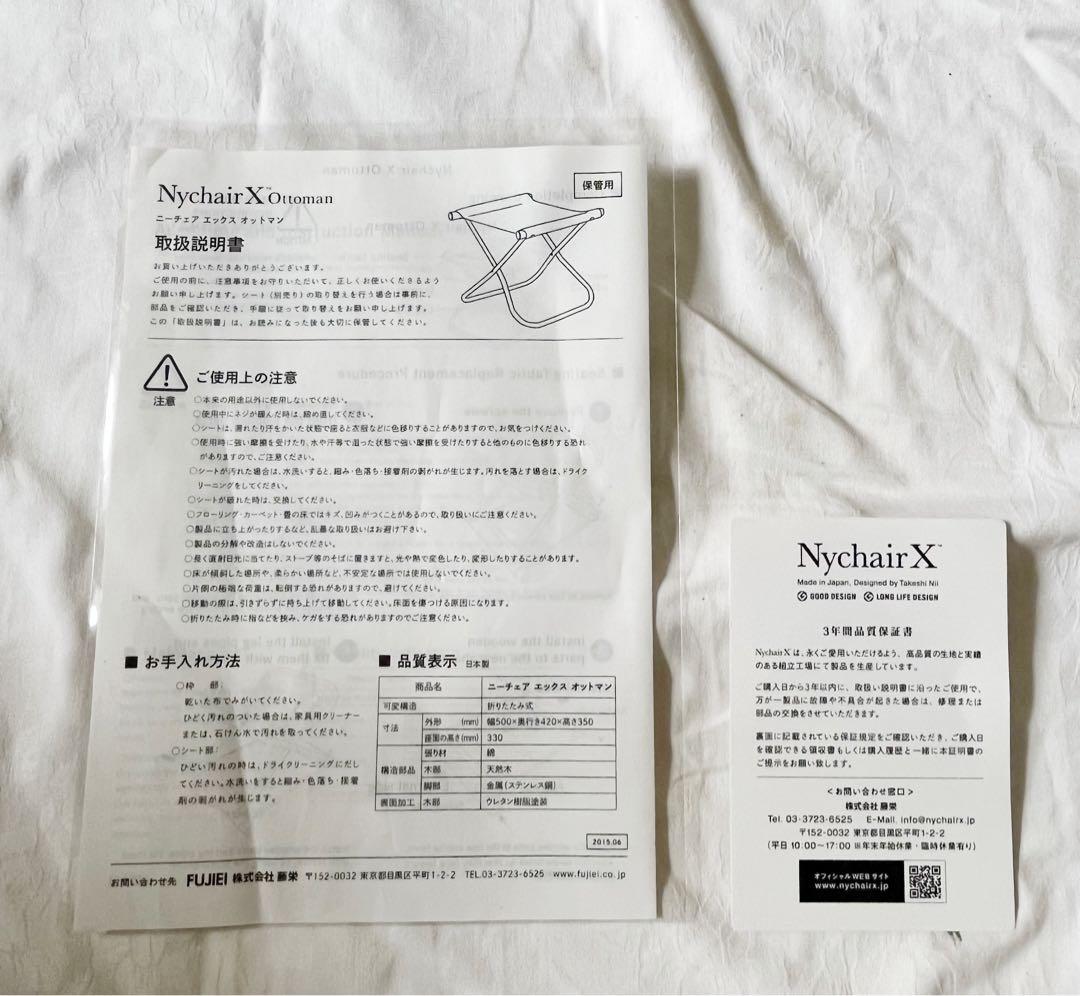 NychairX™ Ottoman
ニーチェア エックス オットマン
取扱説明書
保管用
お買い上げいただきありがとうございます。
ご使用の前に、注意事項をお守りいただいて、正しくお使いくださるよう
お願い申し上げます。シート(別売り)の取り替えを行う場合は事前に、
部品をご確認いただき、手順に従って取り替えをお願い申し上げます。
この「取扱説明書」は、お読みになった後も大切に保管してください。
注意
ご使用上の注意
○本来の用途以外に使用しないでください。
○使用中にネジが緩んだ時は、締め直してください。
○シートは、濡れたり汗をかいた状態で座ると衣服などに色移りすることがありますので、お気をつけください。
○使用時に強い摩擦を受けたり、水や汗等で湿った状態で強い摩擦を受けたりすると他のものに色移りする恐れ
がありますので、ご注意ください。
○シートが汚れた場合は、水洗いすると、縮み・色落ち・接着剤の剥がれが生じます。汚れを落とす場合は、ドライク
リーニングをしてください。
○シートが破れた時は、交換してください。
○フローリング・カーペット・畳の床ではキズ、凹みがつくことがあるので、取り扱いにご注意ください。
○製品に立ち上がったりするなど、乱暴な取り扱いはお避け下さい。
○製品の分解や改造はしないでください。
○長く直射日光に当てたり、ストーブ等のそばに置きますと、光や熱で変色したり、変形したりすることがあります。
○床が傾斜した場所や、柔らかい場所など、不安定な場所では使用しないでください。
○片側の極端な荷重は、転倒する恐れがありますので、避けてください。
○移動の際は、引きずらずに持ち上げて移動してください。床面を傷つける原因になります。
○折りたたみ時に指などを挟み、ケガをする恐れがありますのでご注意ください。
■ お手入れ方法
○枠 部:
乾いた布でみがいてください。
ひどく汚れのついた場合は、家具用クリーナー
または、石けん水で汚れを取ってください。
○シート部:
ひどい汚れの時は、ドライクリーニングにだし
てください。水洗いをすると縮み・色落ち・接着
剤の剥がれが生じます。
■ 品質表示 日本製
商品名 ニーチェア エックス オットマン
可変構造 折りたたみ式
寸法 外形 (mm) 幅500×奥行き420×高さ350
座面の高さ(mm) 330
構造部品 張り材 綿
木部 天然木
脚部 金属(ステンレス鋼)
表面加工 木部 ウレタン樹脂塗装
2015.06
お問い合わせ先 FUJIEI 株式会社 藤栄 〒152-0032 東京都目黒区平町1-2-2 TEL.03-3723-6525 www.fujiei.co.jp
NychairX™
Made in Japan, Designed by Takeshi Nii
GOOD DESIGN LONG LIFE DESIGN
3年間品質保証書
NychairX は、永くご愛用いただけるよう、高品質の生地と実績
のある組立工場にて製品を生産しています。
ご購入日から3年以内に、取扱い説明書に沿ったご使用で、
万が一製品に故障や不具合が起きた場合は、修理または
部品の交換をさせていただきます。
裏面に記載されている保証規定をご確認いただき、ご購入日
を確認できる領収書もしくは購入履歴と一緒に本証明書の
ご提示をお願い致します。
<お問い合わせ窓口>
株式会社 藤栄
Tel. 03-3723-6525 E-Mail. info@nychairx.jp
〒152-0032 東京都目黒区平町1-2-2
(平日 10:00〜17:00 ※年末年始休業・臨時休業有り)
オフィシャルWEBサイト
www.nychairx.jp